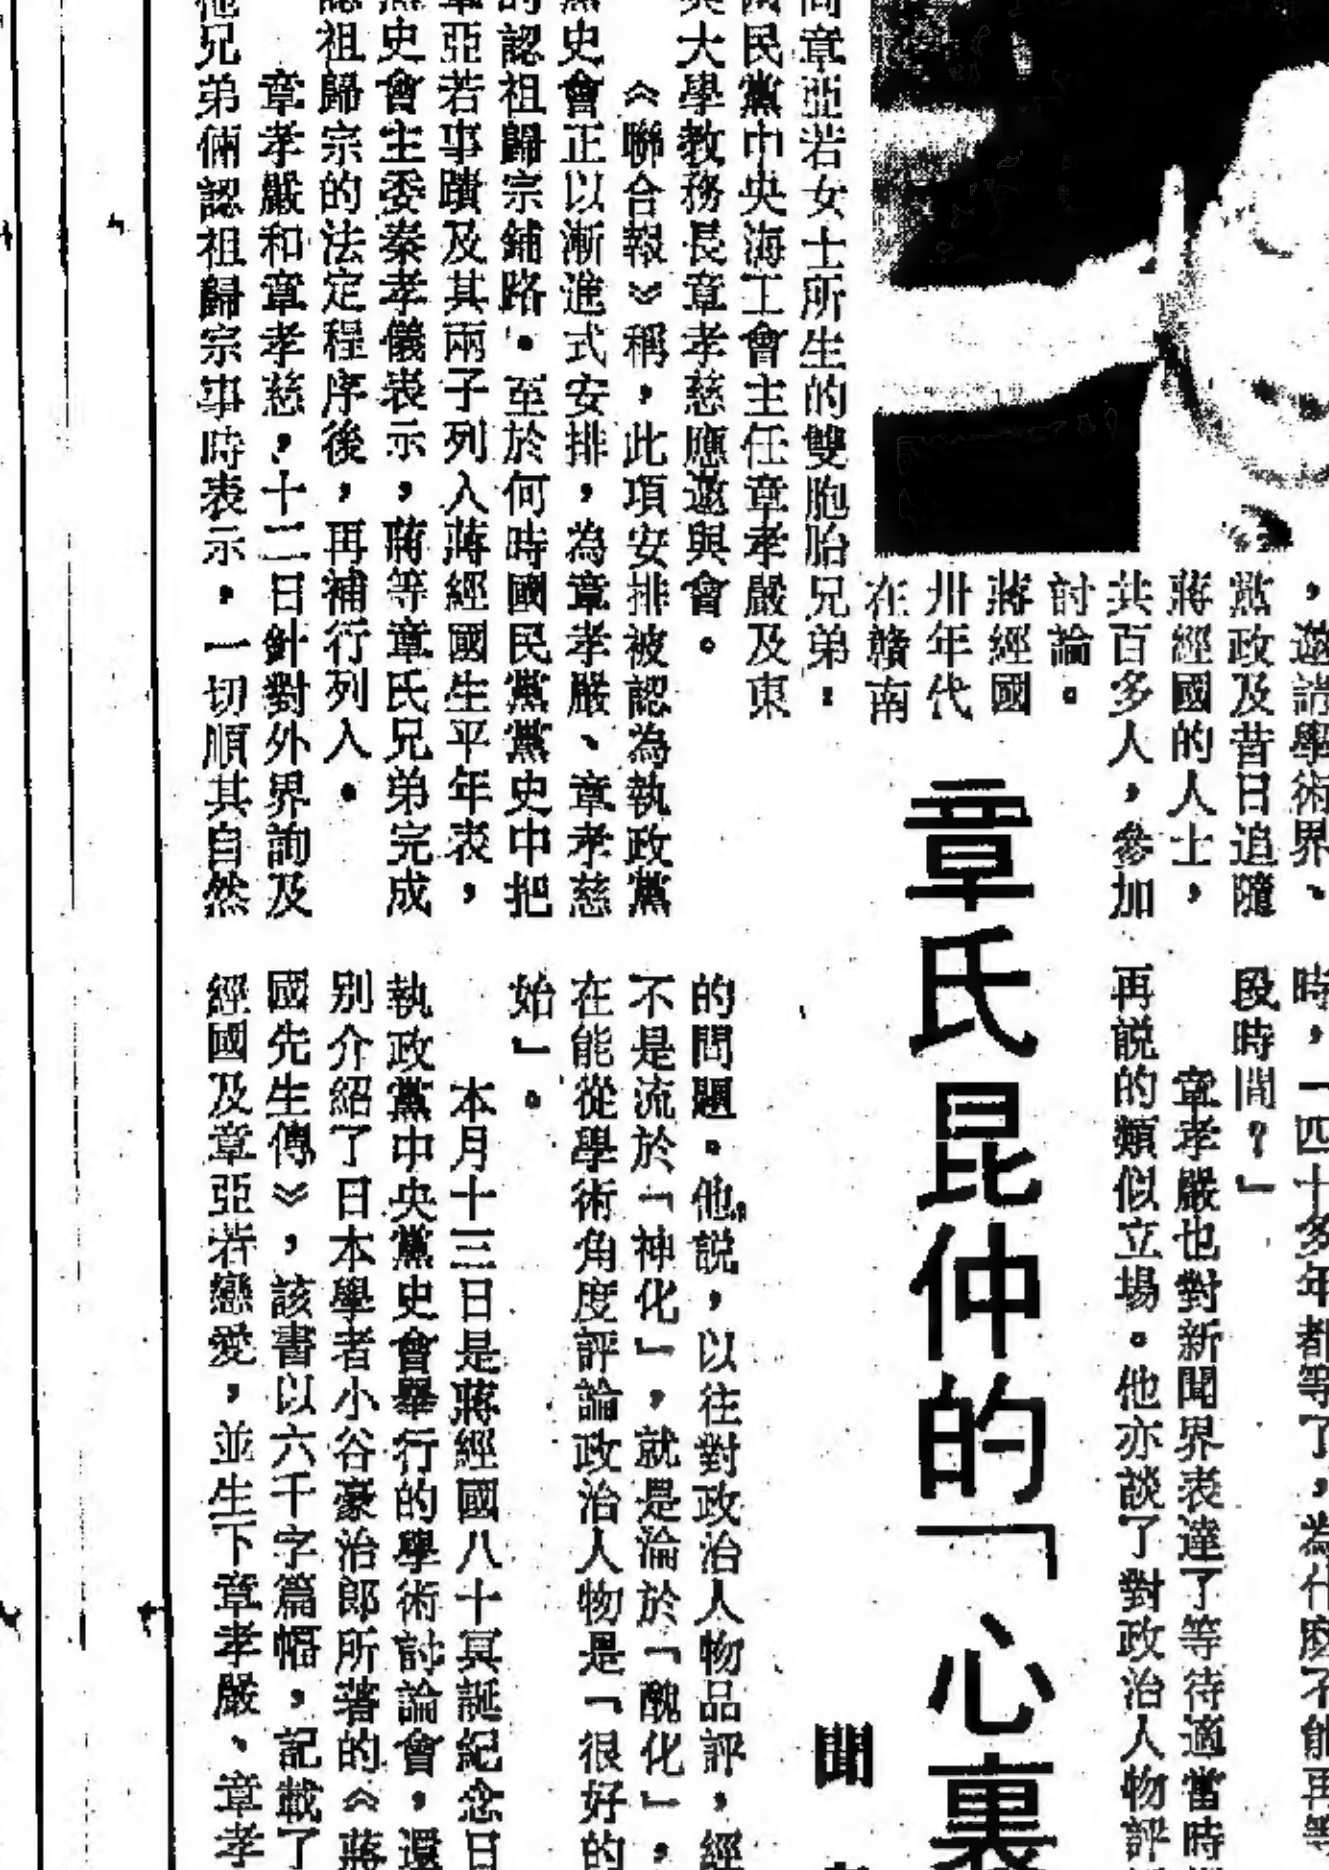 ，邀請學術界、
黨政及昔日追隨
蔣經國的人士，
共百多人，參加
討論。
蔣經國
卅年代
在贛南
章亞若女士所生的雙胞胎兄弟：
國民黨中央海工會主任章孝嚴及東
吳大學教務長章孝慈應邀與會。
《聯合報》稱，此項安排被認為執政黨
黨史會正以漸進式安排，為章孝嚴、章孝慈
的認祖歸宗鋪路。至於何時國民黨黨史中把
章亞若事蹟及其兩子列入蔣經國生平年表，
黨史會主委秦孝儀表示，蔣等章氏兄弟完成
認祖歸宗的法定程序後，再補行列入。
章孝嚴和章孝慈，十二日針對外界詢及
他兄弟倆認祖歸宗事時表示，一切順其自然
章氏昆仲的「心裏
聞
時，一四十多年都等了，為什麼不能再等
段時間？」
章孝嚴也對新聞界表達了等待適當時
再説的類似立場。他亦談了對政治人物評
的問題。他説，以往對政治人物品評，經
不是流於「神化」，就是淪於「醜化」，
在能從學術角度評論政治人物是「很好的
始」。
本月十三日是蔣經國八十冥誕紀念日
執政黨中央黨史會舉行的學術討論會，還
別介紹了日本學者小谷豪治郎所著的《蔣
國先生傳》，該書以六千字篇幅，記載了
經國及章亞若戀愛，並生下章孝嚴、章孝